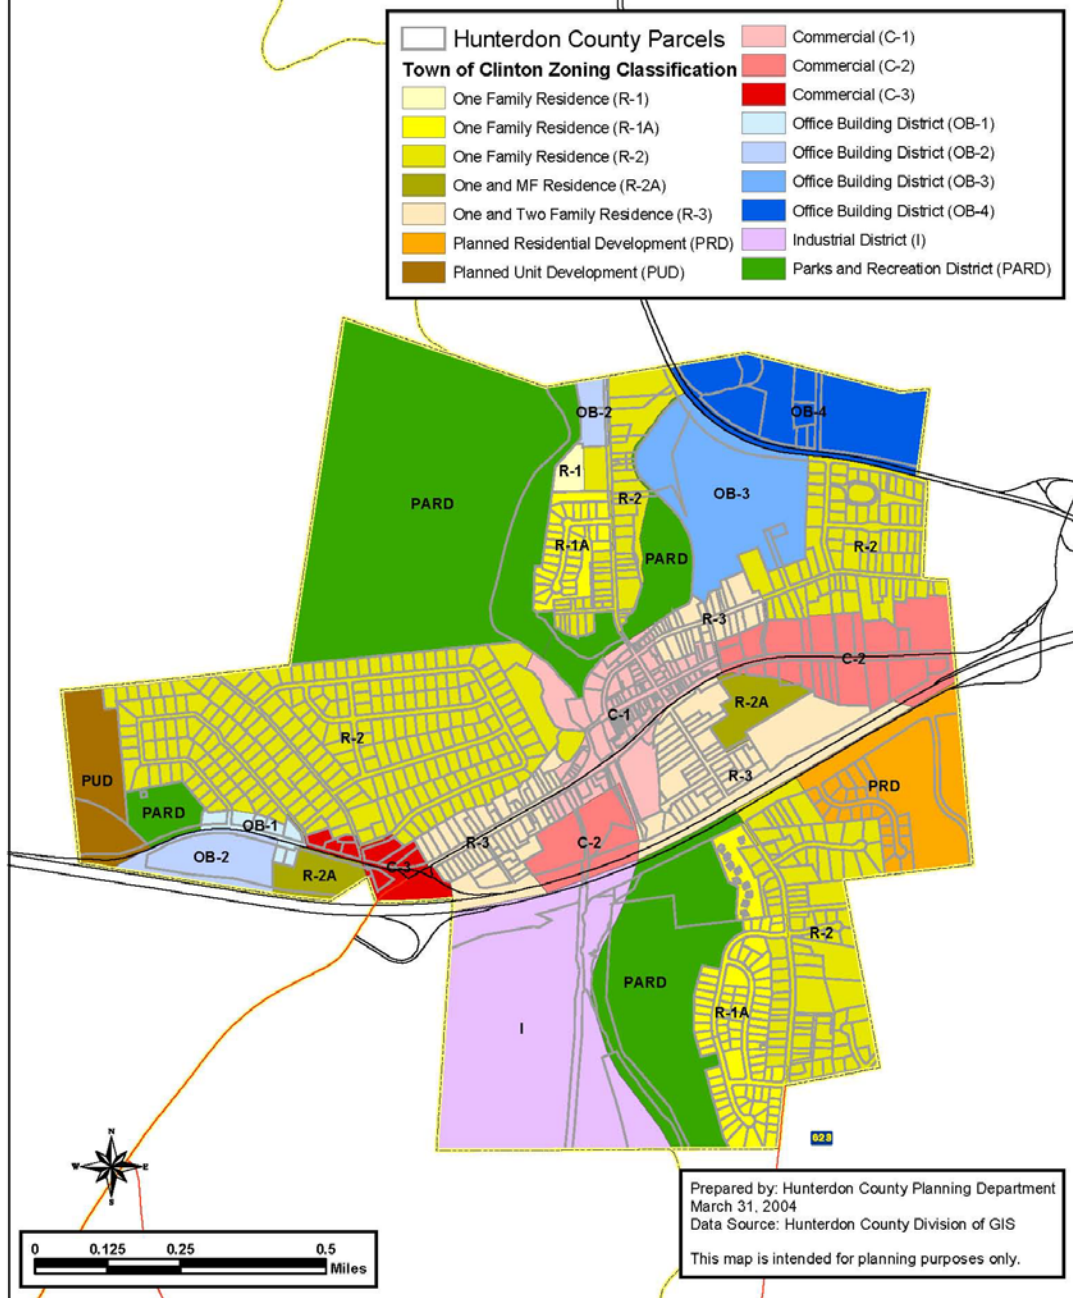 Hunterdon County Parcels
Town of Clinton Zoning Classification
One Family Residence (R-1)
One Family Residence (R-1A)
One Family Residence (R-2)
One and MF Residence (R-2A)
One and Two Family Residence (R-3)
Planned Residential Development (PRD)
Planned Unit Development (PUD)
Commercial (C-1)
Commercial (C-2)
Commercial (C-3)
Office Building District (OB-1)
Office Building District (OB-2)
Office Building District (OB-3)
Office Building District (OB-4)
Industrial District (I)
Parks and Recreation District (PARD)
OB-2
OB-4
R-1
PARD
R-2
OB-3
R-1A
PARD
R-2
R-3
C-2
R-2A
C-1
R-2
PUD
R-3
PRD
PARD
OB-1
R-3
C-2
OB-2
C-3
R-2A
R-2
PARD
R-1A
I
628
N
W E
S
0 0.125 0.25 0.5
Miles
Prepared by: Hunterdon County Planning Department
March 31, 2004
Data Source: Hunterdon County Division of GIS
This map is intended for planning purposes only.